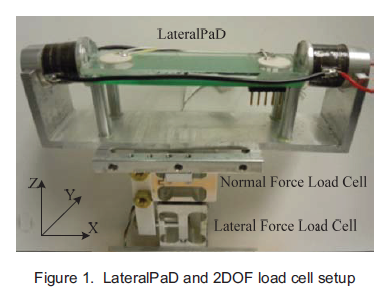 LateralPaD
Normal Force Load Cell
Z
Y
X
Lateral Force Load Cell
Figure 1. LateralPaD and 2DOF load cell setup